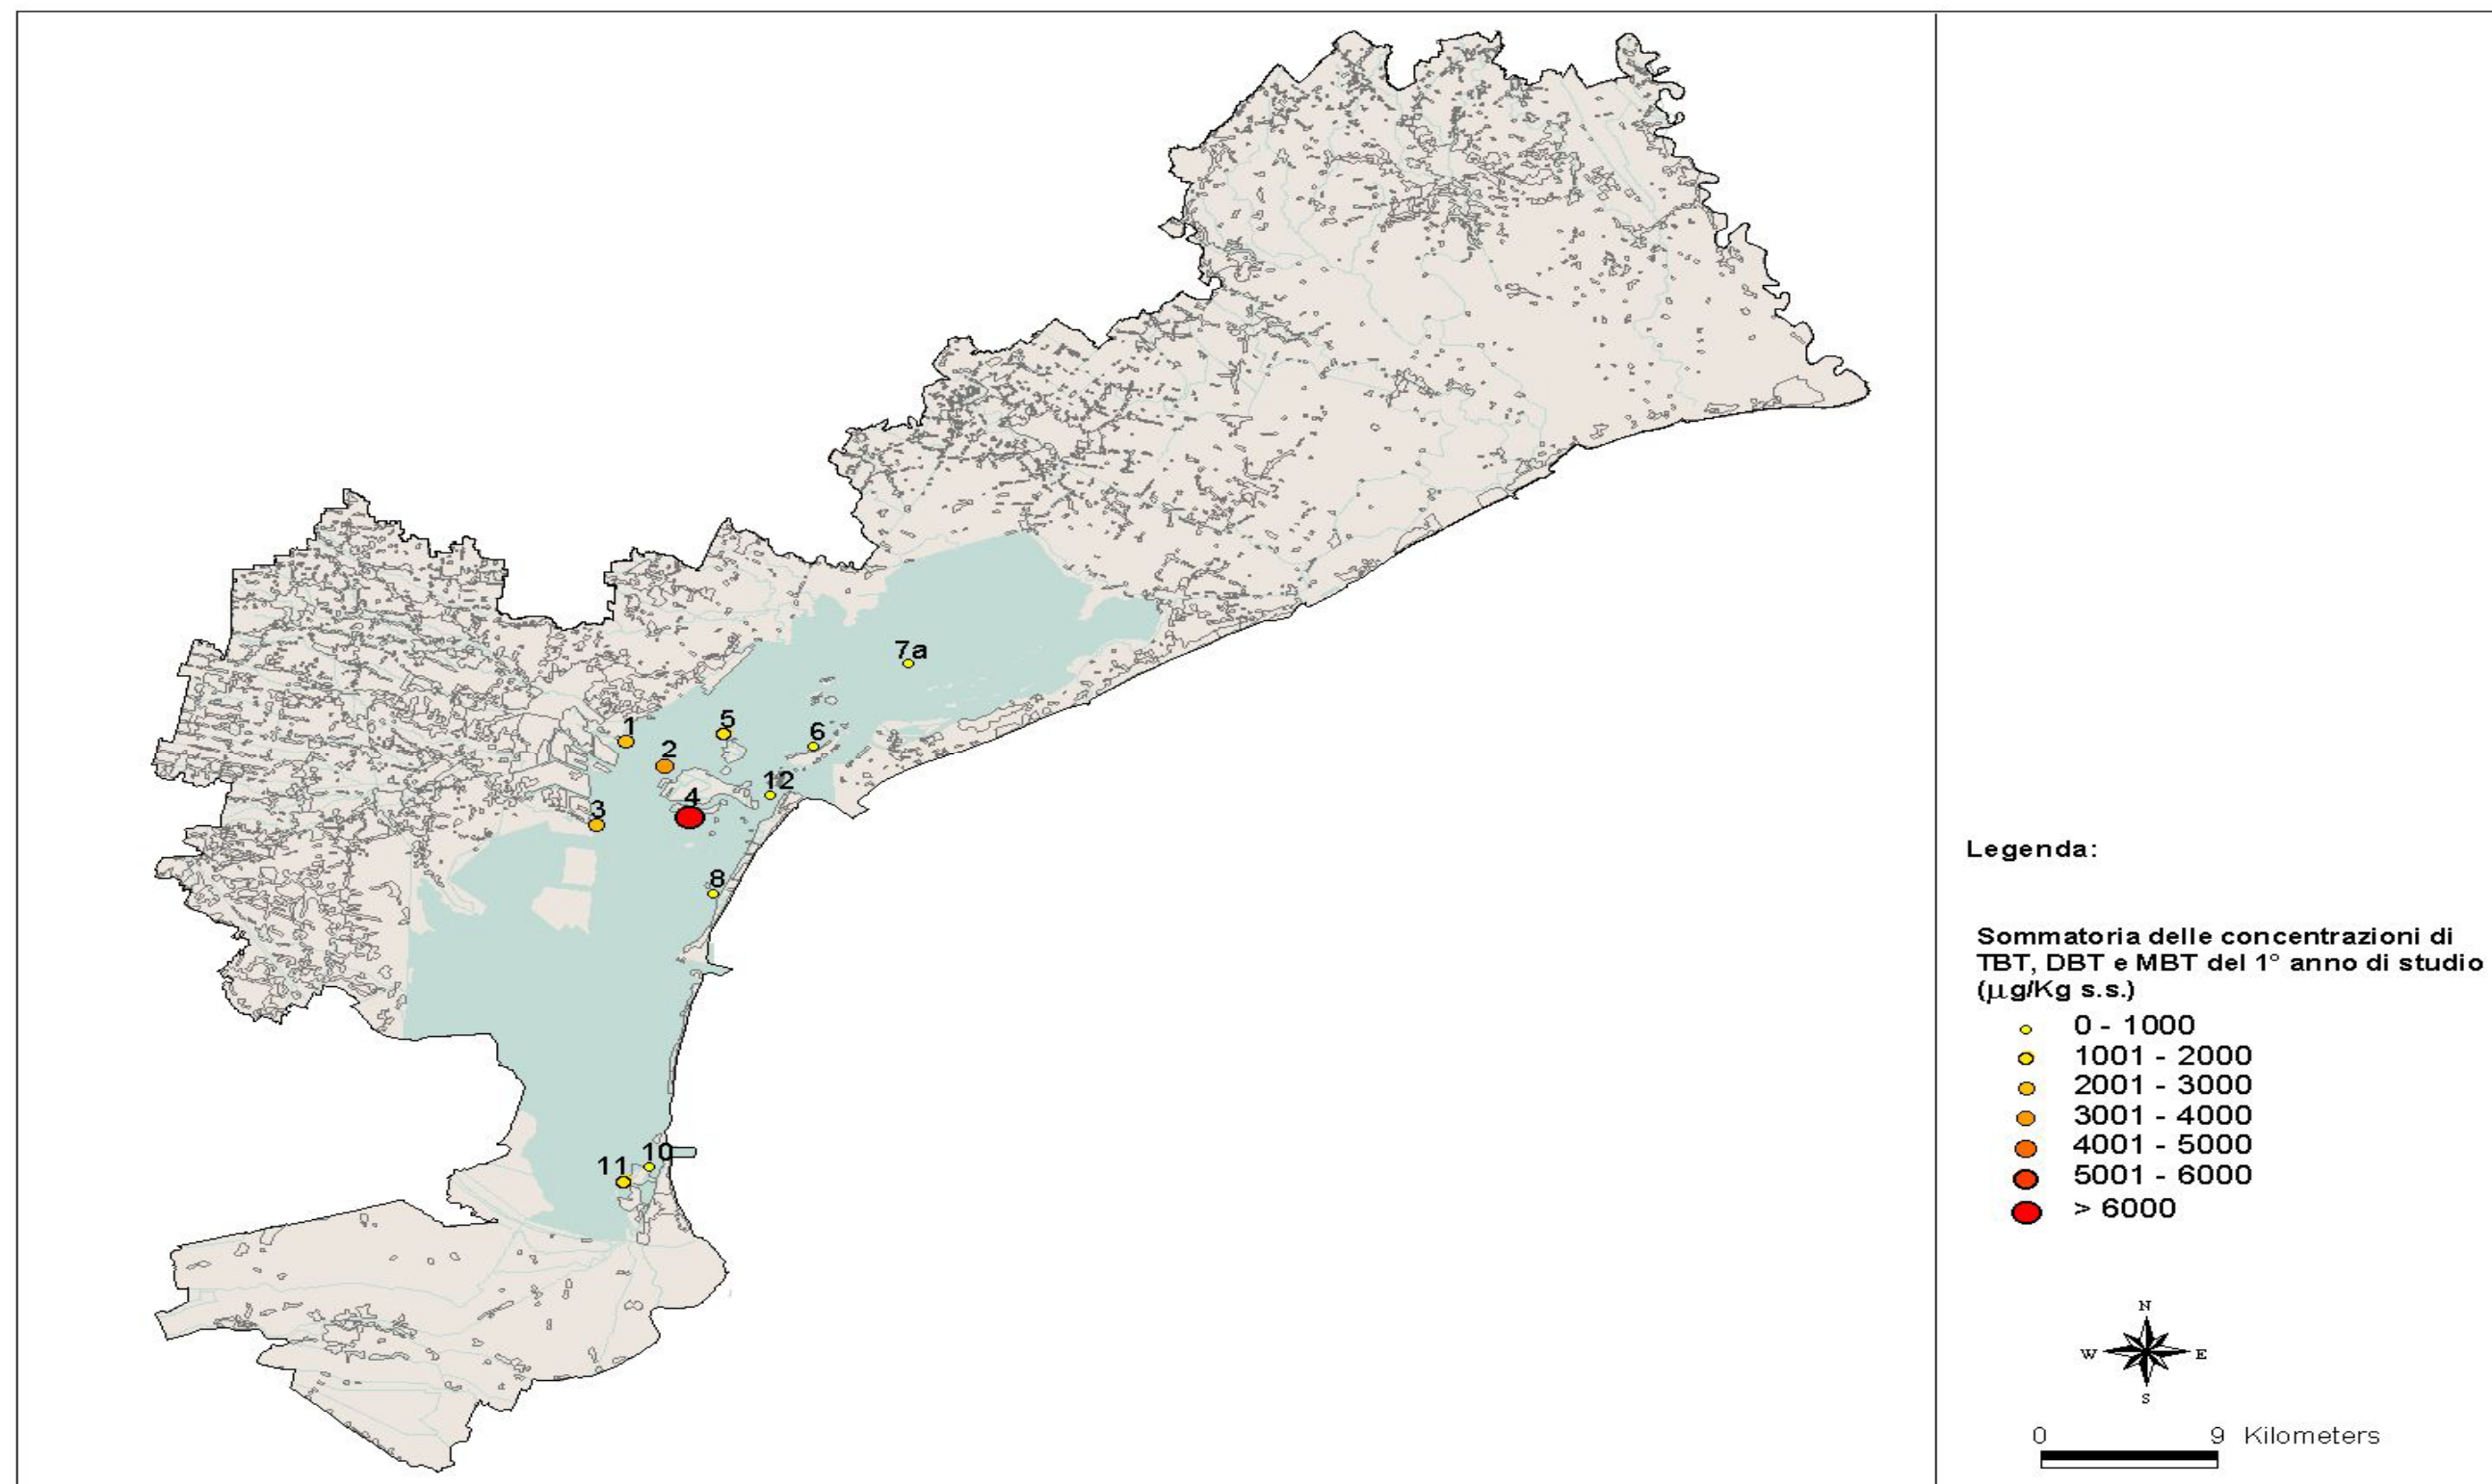 7a
1
5
2
6
12
4
3
8
10
11
Legenda:
Sommatoria delle concentrazioni di
TBT, DBT e MBT del 1° anno di studio
(µg/Kg s.s.)
0 - 1000
1001 - 2000
2001 - 3000
3001 - 4000
4001 - 5000
5001 - 6000
> 6000
N
W E
S
0 9 Kilometers